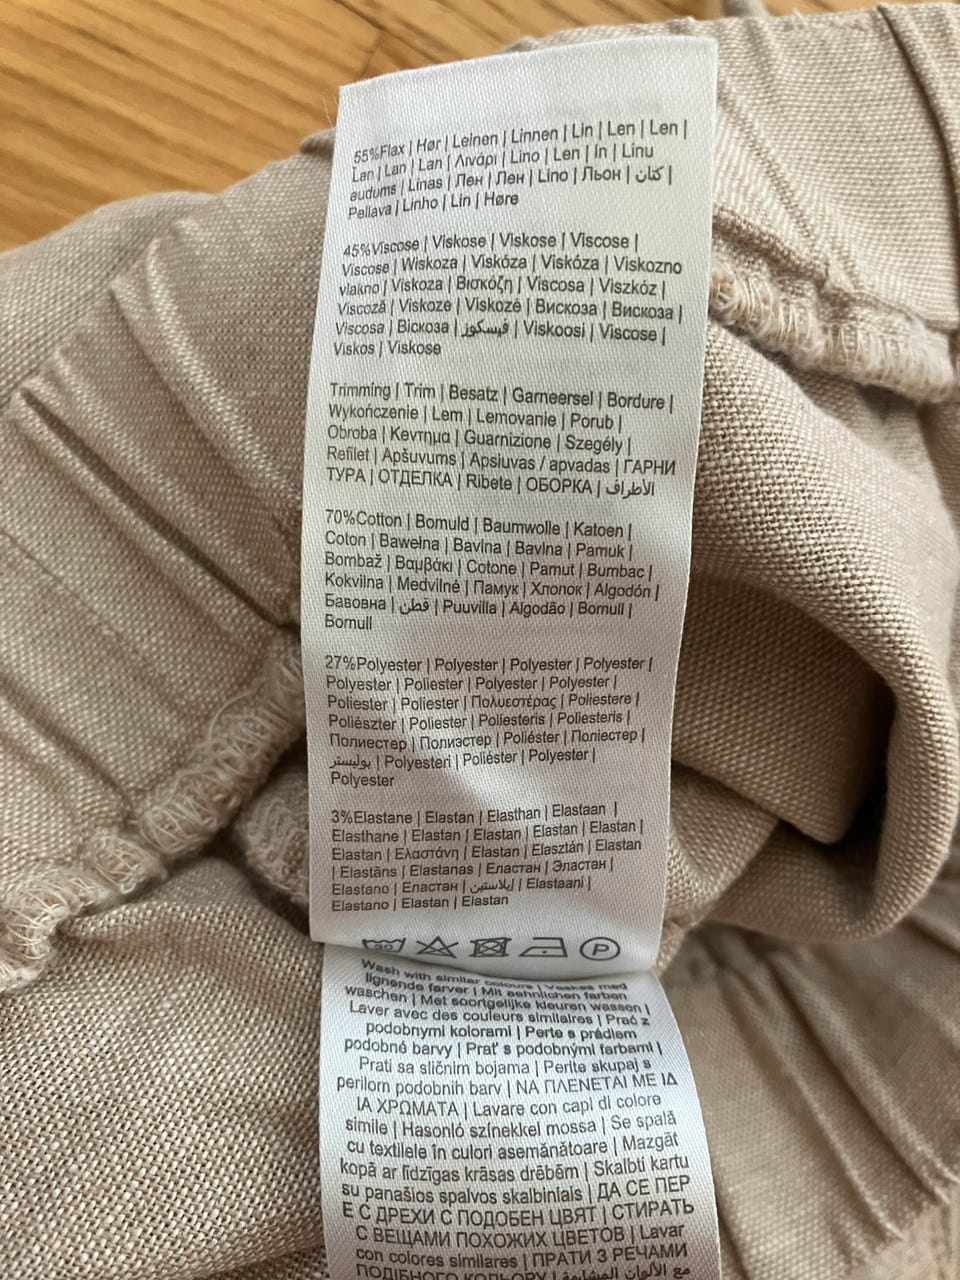 55%Flax | Hør | Leinen | Linnen | Lin | Len | Len |
Lan | Lan | Lan | Λινάρι | Lino | Len | In | Linu
audums | Linas | Лен | Лен | Lino | Льон | كتان |
Pellava | Linho | Lin | Høre
45%Viscose | Viskose | Viskose | Viscose |
Viscose | Wiskoza | Viskóza | Viskóza | Viskozno
vlakno | Viskoza | Βισκόζη | Viscosa | Viszkóz |
Viscoză | Viskoze | Viskozė | Вискоза | Вискоза |
Viscosa | Віскоза | فيسكوز | Viskoosi | Viscose |
Viskos | Viskose
Trimming | Trim | Besatz | Garneersel | Bordure |
Wykończenie | Lem | Lemovanie | Porub |
Obroba | Κεντημα | Guarnizione | Szegély |
Refilet | Apšuvums | Apsiuvas / apvadas | ГАРНИ
ТУРА | ОТДЕЛКА | Ribete | ОБОРКА | الأطراف
70%Cotton | Bomuld | Baumwolle | Katoen |
Coton | Bawełna | Bavlna | Bavlna | Pamuk |
Bombaž | Βαμβάκι | Cotone | Pamut | Bumbac |
Kokvilna | Medvilnė | Памук | Хлопок | Algodón |
Бавовна | قطن | Puuvilla | Algodão | Bomull |
Bomull
27%Polyester | Polyester | Polyester | Polyester |
Polyester | Poliester | Polyester | Polyester |
Poliester | Poliester | Πολυεστέρας | Poliestere |
Poliészter | Poliester | Poliesteris | Poliesteris |
Полиестер | Полиэстер | Poliéster | Поліестер |
بوليستر | Polyesteri | Poliéster | Polyester |
Polyester
3%Elastane | Elastan | Elasthan | Elastaan |
Elasthane | Elastan | Elastan | Elastan | Elastan |
Elastan | Ελαστάνη | Elastan | Elasztán | Elastan
| Elastāns | Elastanas | Еластан | Эластан |
Elastano | Еластан | إيلاستين | Elastaani |
Elastano | Elastan | Elastan
30 P
Wash with similar colours | Vaskes med
lignende farver | Mit aehnlichen farben
waschen | Met soortgelijke kleuren wassen |
Laver avec des couleurs similaires | Prać z
podobnymi kolorami | Perte s prádlem
podobné barvy | Prať s podobnými farbami |
Prati sa sličnim bojama | Perite skupaj s
perilom podobnih barv | ΝΑ ΠΛΕΝΕΤΑΙ ΜΕ ΙΔ
ΙΑ ΧΡΩΜΑΤΑ | Lavare con capi di colore
simile | Hasonló színekkel mossa | Se spală
cu textilele în culori asemănătoare | Mazgāt
kopā ar līdzīgas krāsas drēbēm | Skalbti kartu
su panašios spalvos skalbiniais | ДА СЕ ПЕР
Е С ДРЕХИ С ПОДОБЕН ЦВЯТ | СТИРАТЬ
С ВЕЩАМИ ПОХОЖИХ ЦВЕТОВ | Lavar
con colores similares | ПРАТИ З РЕЧАМИ
ПОДІБНОГО КОЛЬОРУ | مع الألوان المشابهة